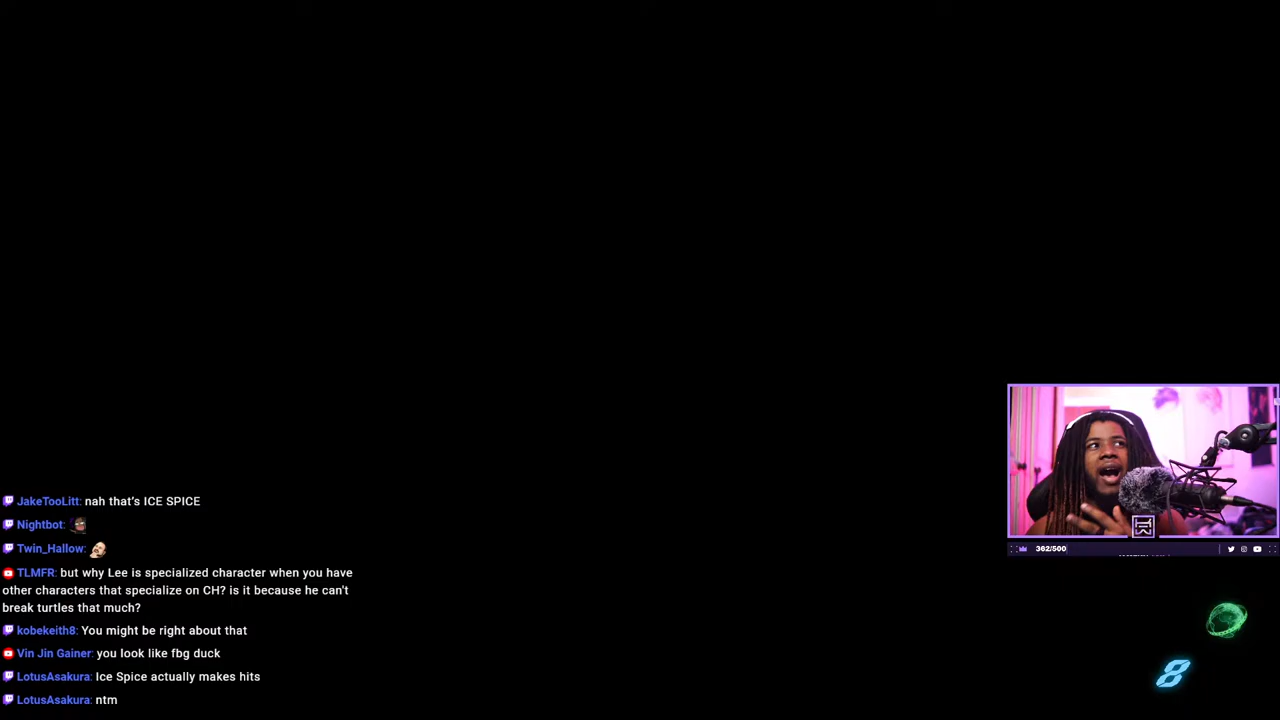 JakeTooLitt: nah that's ICE SPICE
Nightbot:
Twin_Hallow:
TLMFR: but why Lee is specialized character when you have
other characters that specialize on CH? is it because he can't
break turtles that much?
kobekeith8: You might be right about that
Vin Jin Gainer: you look like fbg duck
LotusAsakura: Ice Spice actually makes hits
LotusAsakura: ntm
362/500
8